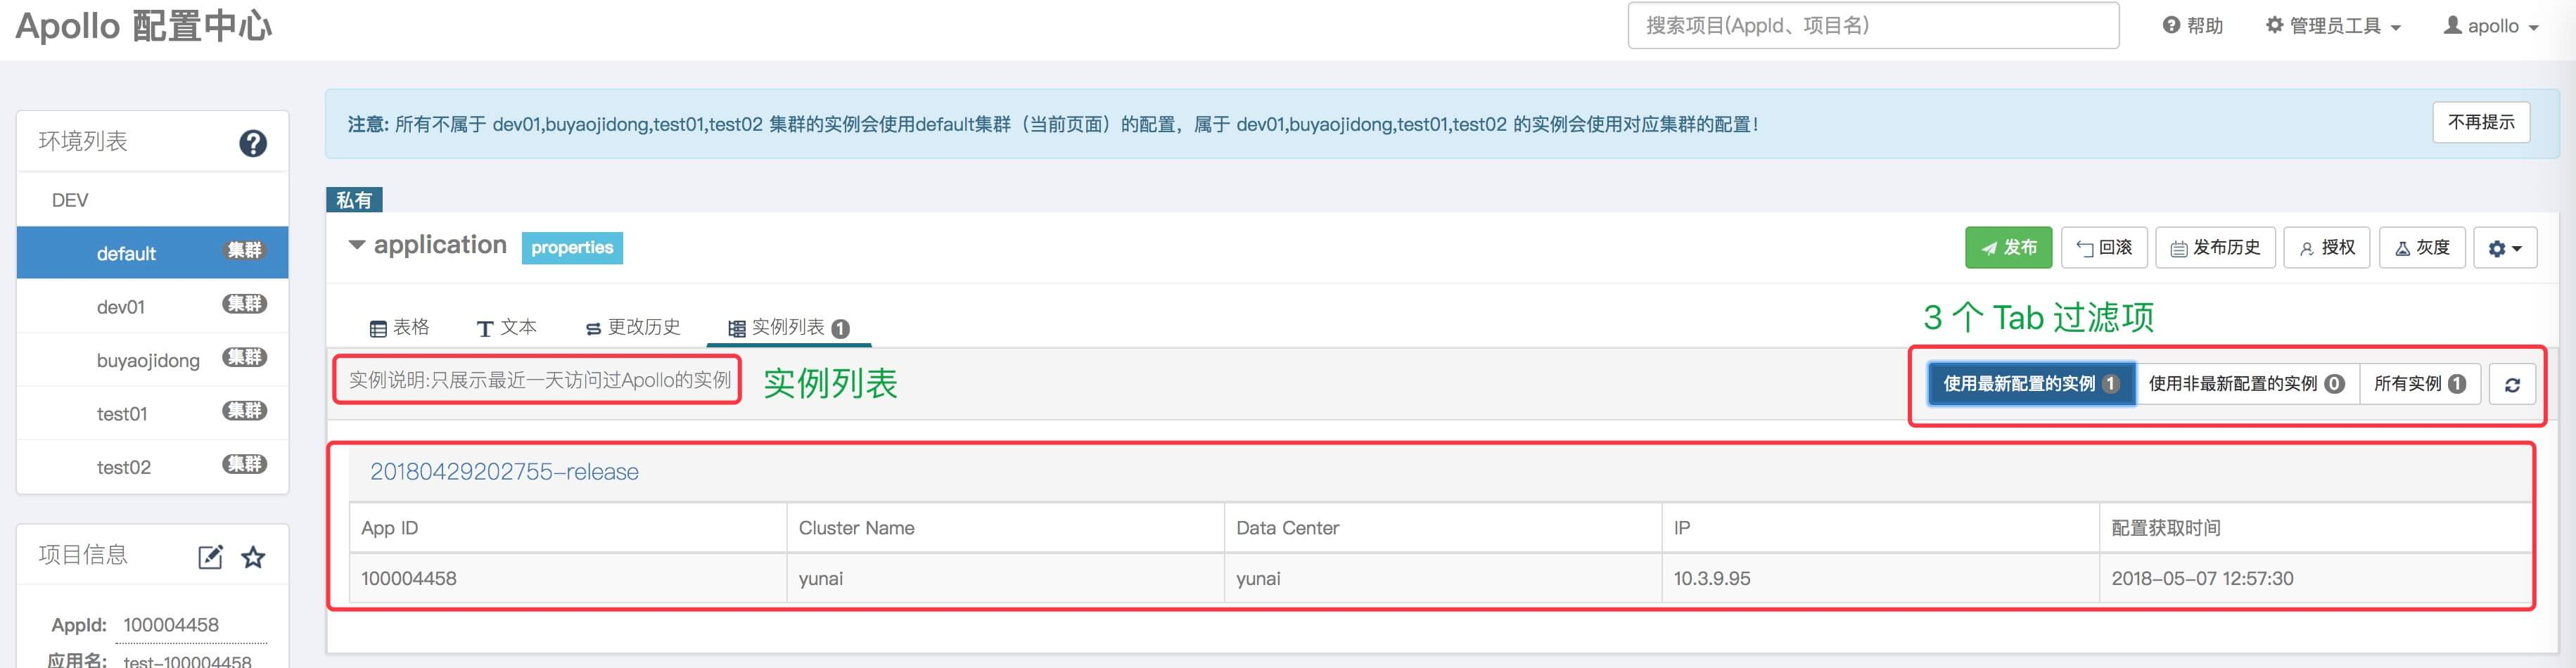 Apollo 配置中心
搜索项目(AppId、项目名)
帮助
管理员工具
apollo
环境列表
DEV
default 集群
dev01 集群
buyaojidong 集群
test01 集群
test02 集群
项目信息
AppId: 100004458
应用名: test-100004458
注意: 所有不属于 dev01,buyaojidong,test01,test02 集群的实例会使用default集群（当前页面）的配置，属于 dev01,buyaojidong,test01,test02 的实例会使用对应集群的配置！
不再提示
私有
application properties
发布 回滚 发布历史 授权 灰度
3 个 Tab 过滤项
表格 文本 更改历史 实例列表 1
实例说明:只展示最近一天访问过Apollo的实例
实例列表
使用最新配置的实例 1 使用非最新配置的实例 0 所有实例 1
20180429202755-release
App ID Cluster Name Data Center IP 配置获取时间
100004458 yunai yunai 10.3.9.95 2018-05-07 12:57:30